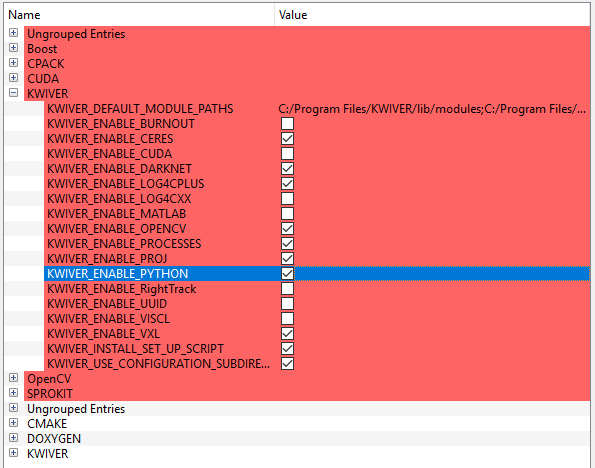 Name Value
Ungrouped Entries
Boost
CPACK
CUDA
KWIVER
KWIVER_DEFAULT_MODULE_PATHS C:/Program Files/KWIVER/lib/modules;C:/Program Files/...
KWIVER_ENABLE_BURNOUT
KWIVER_ENABLE_CERES
KWIVER_ENABLE_CUDA
KWIVER_ENABLE_DARKNET
KWIVER_ENABLE_LOG4CPLUS
KWIVER_ENABLE_LOG4CXX
KWIVER_ENABLE_MATLAB
KWIVER_ENABLE_OPENCV
KWIVER_ENABLE_PROCESSES
KWIVER_ENABLE_PROJ
KWIVER_ENABLE_PYTHON
KWIVER_ENABLE_RightTrack
KWIVER_ENABLE_UUID
KWIVER_ENABLE_VISCL
KWIVER_ENABLE_VXL
KWIVER_INSTALL_SET_UP_SCRIPT
KWIVER_USE_CONFIGURATION_SUBDIRE...
OpenCV
SPROKIT
Ungrouped Entries
CMAKE
DOXYGEN
KWIVER